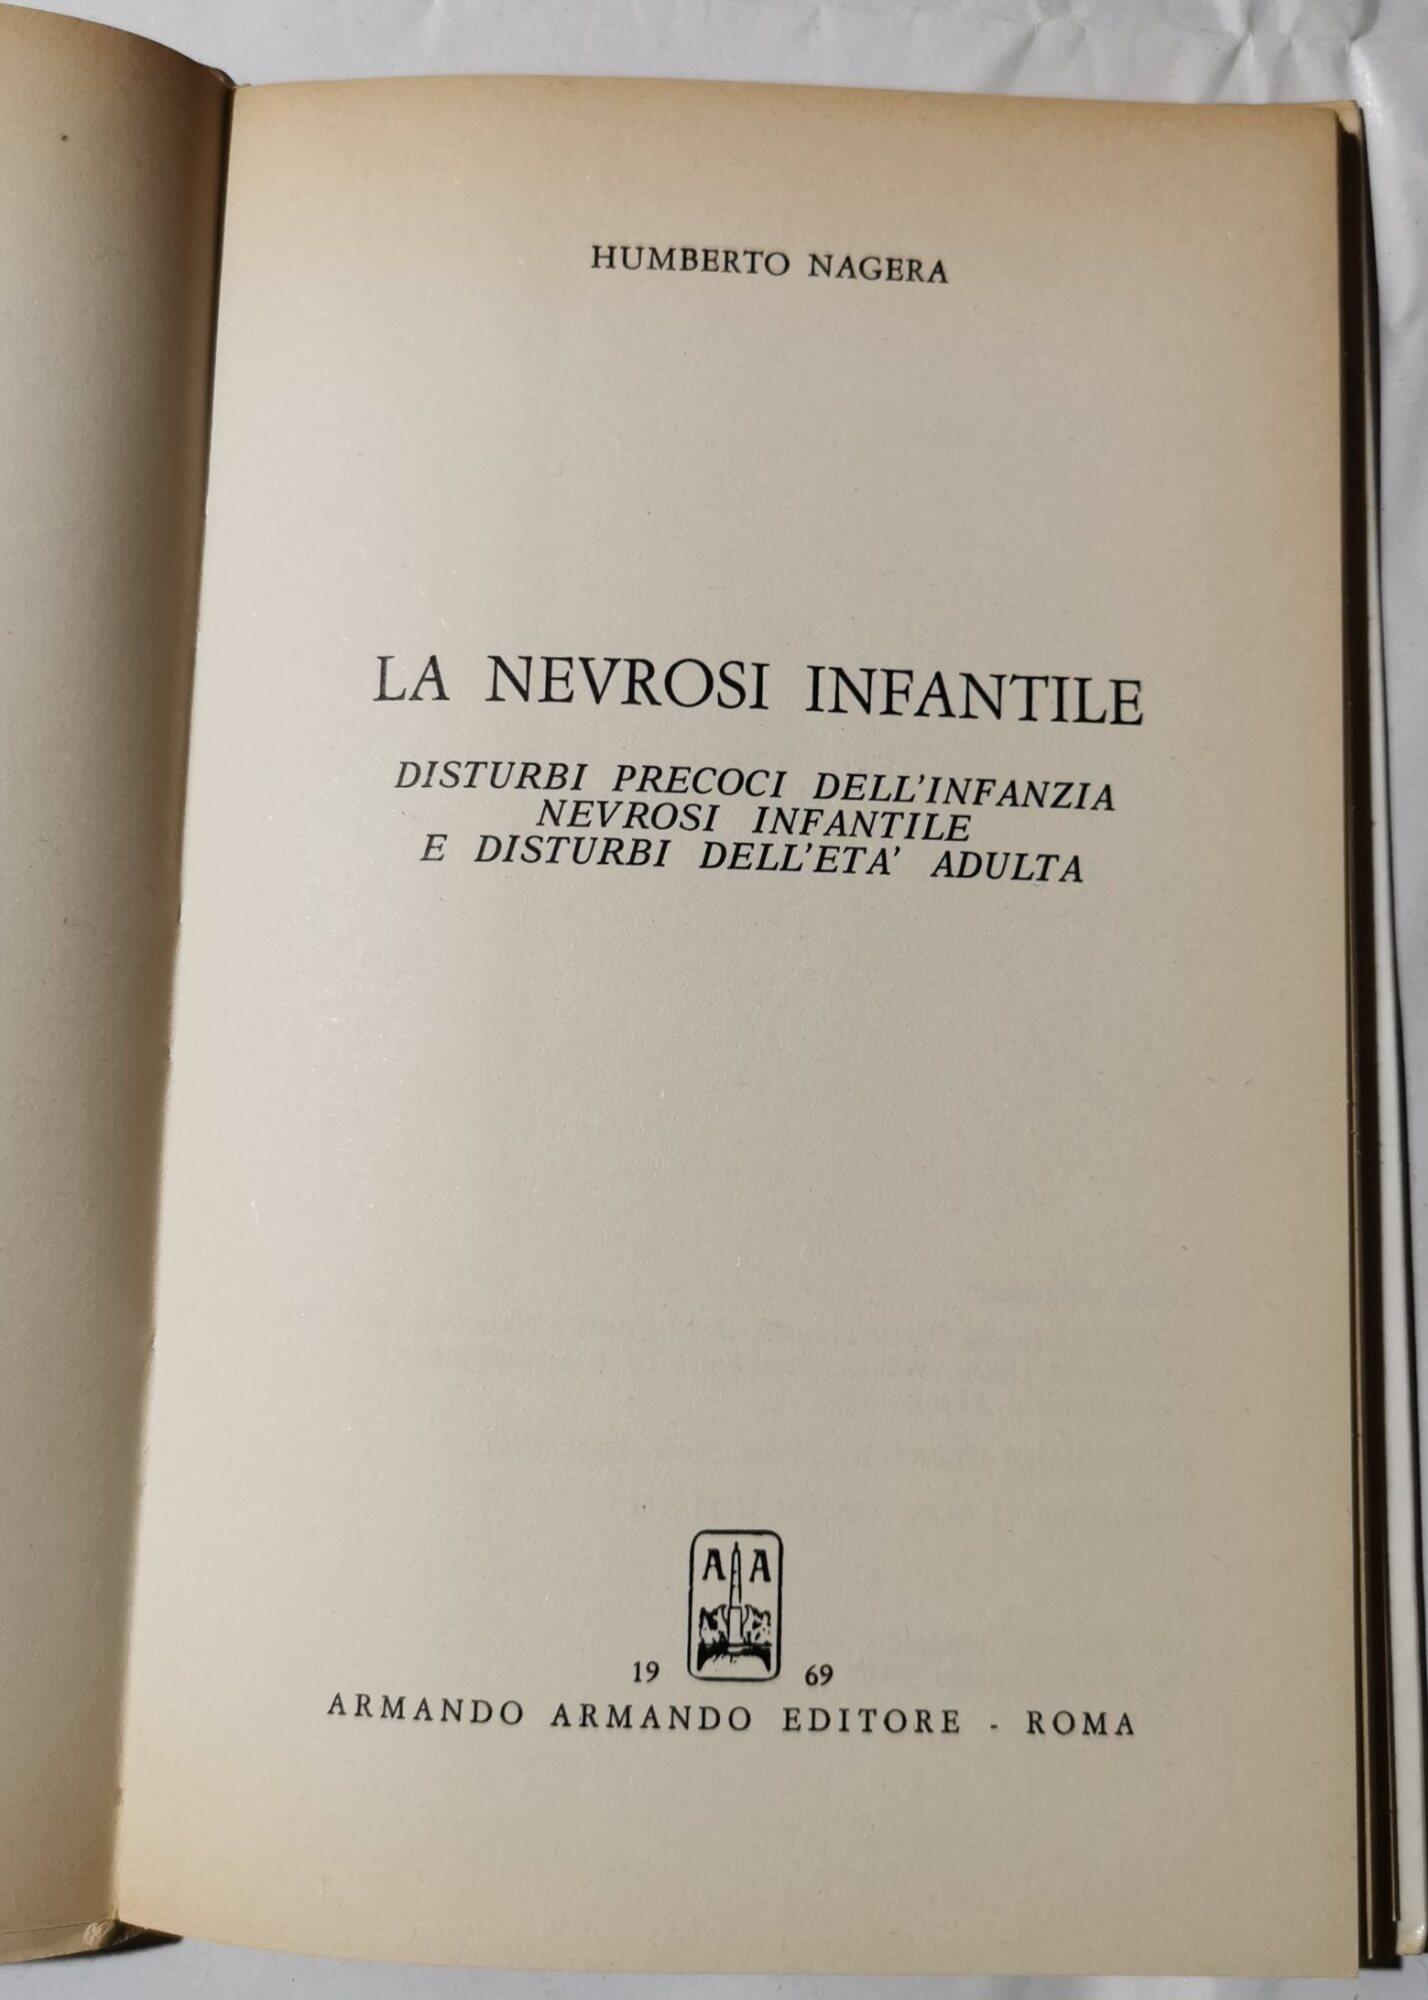 HUMBERTO NAGERA
LA NEVROSI INFANTILE
DISTURBI PRECOCI DELL'INFANZIA
NEVROSI INFANTILE
E DISTURBI DELL'ETA' ADULTA
A A
19 69
ARMANDO ARMANDO EDITORE - ROMA